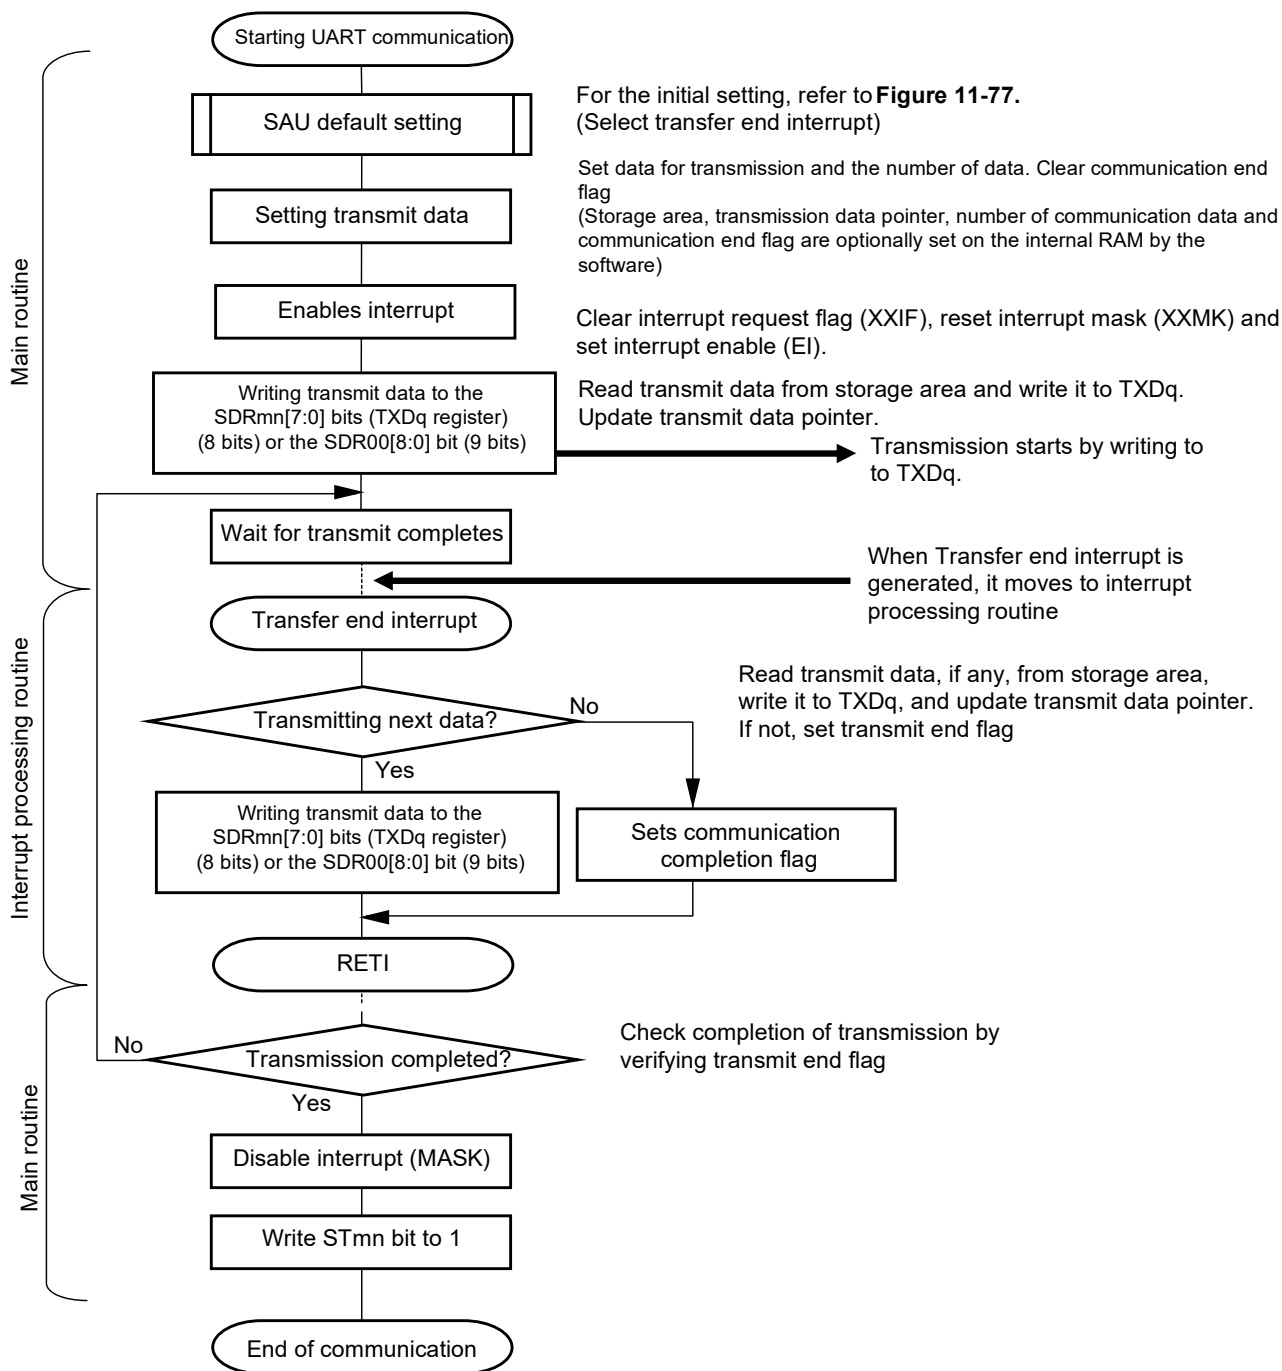 Starting UART communication
For the initial setting, refer to Figure 11-77.
(Select transfer end interrupt)
SAU default setting
Set data for transmission and the number of data. Clear communication end
flag
(Storage area, transmission data pointer, number of communication data and
communication end flag are optionally set on the internal RAM by the
software)
Setting transmit data
Main routine
Enables interrupt
Clear interrupt request flag (XXIF), reset interrupt mask (XXMK) and
set interrupt enable (EI).
Writing transmit data to the
SDRmn[7:0] bits (TXDq register)
(8 bits) or the SDR00[8:0] bit (9 bits)
Read transmit data from storage area and write it to TXDq.
Update transmit data pointer.
Transmission starts by writing to
to TXDq.
Wait for transmit completes
When Transfer end interrupt is
generated, it moves to interrupt
processing routine
Transfer end interrupt
Interrupt processing routine
Read transmit data, if any, from storage area,
write it to TXDq, and update transmit data pointer.
If not, set transmit end flag
Transmitting next data?
No
Yes
Writing transmit data to the
SDRmn[7:0] bits (TXDq register)
(8 bits) or the SDR00[8:0] bit (9 bits)
Sets communication
completion flag
RETI
Main routine
Transmission completed?
No
Yes
Check completion of transmission by
verifying transmit end flag
Disable interrupt (MASK)
Write STmn bit to 1
End of communication